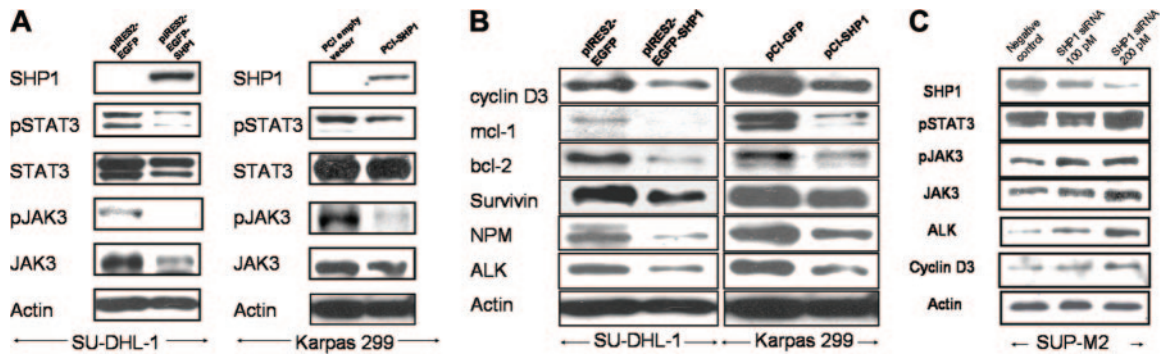 A
pIRES2-
EGFP
pIRES2-
EGFP-
SHP1
SHP1
pSTAT3
STAT3
pJAK3
JAK3
Actin
SU-DHL-1
PCI empty
vector
PCI-SHP1
SHP1
pSTAT3
STAT3
pJAK3
JAK3
Actin
Karpas 299
B
pIRES2-
EGFP
pIRES2-
EGFP-SHP1
pCI-GFP
pCI-SHP1
cyclin D3
mcl-1
bcl-2
Survivin
NPM
ALK
Actin
SU-DHL-1
Karpas 299
C
Negative
control
SHP1 siRNA
100 pM
SHP1 siRNA
200 pM
SHP1
pSTAT3
pJAK3
JAK3
ALK
Cyclin D3
Actin
SUP-M2